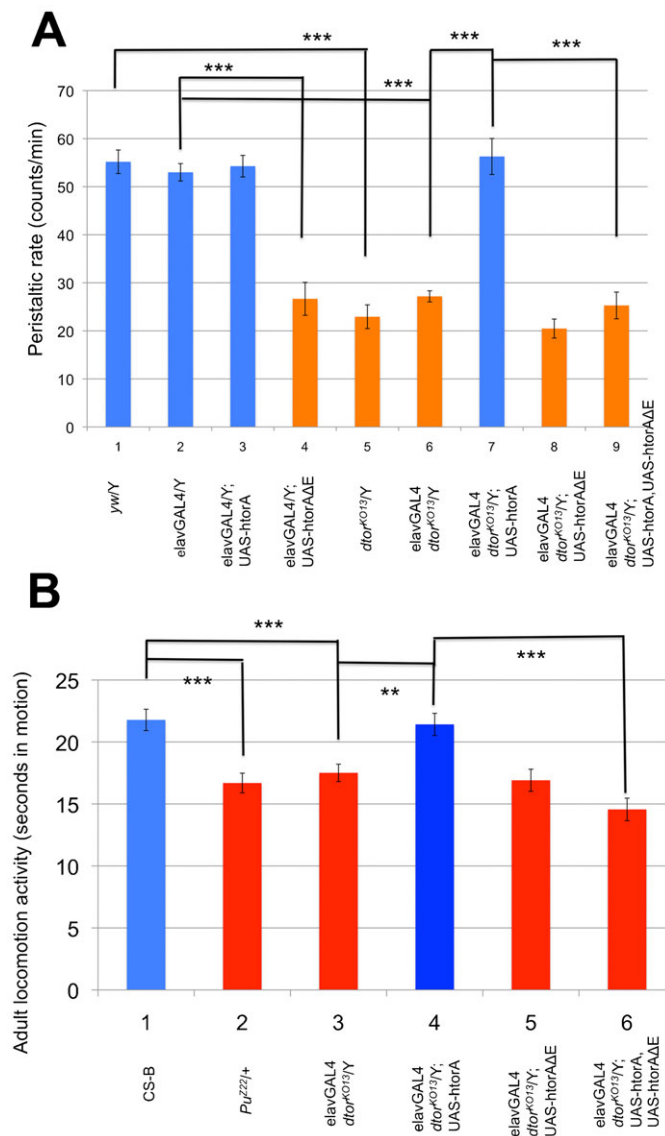 A
*** ***
*** ***
***
70
60
50
40
30
20
10
0
Peristaltic rate (counts/min)
1 2 3 4 5 6 7 8 9
yw/Y
elavGAL4/Y
elavGAL4/Y;
UAS-htorA
elavGAL4/Y;
UAS-htorAΔE
dtorKO13/Y
elavGAL4
dtorKO13/Y
elavGAL4
dtorKO13/Y;
UAS-htorA
elavGAL4
dtorKO13/Y;
UAS-htorAΔE
elavGAL4
dtorKO13/Y;
UAS-htorA,UAS-htorAΔE
B
***
*** ** ***
25
20
15
10
5
0
Adult locomotion activity (seconds in motion)
1 2 3 4 5 6
CS-B
PuZ22/+
elavGAL4
dtorKO13/Y
elavGAL4
dtorKO13/Y;
UAS-htorA
elavGAL4
dtorKO13/Y;
UAS-htorAΔE
elavGAL4
dtorKO13/Y;
UAS-htorA,
UAS-htorAΔE